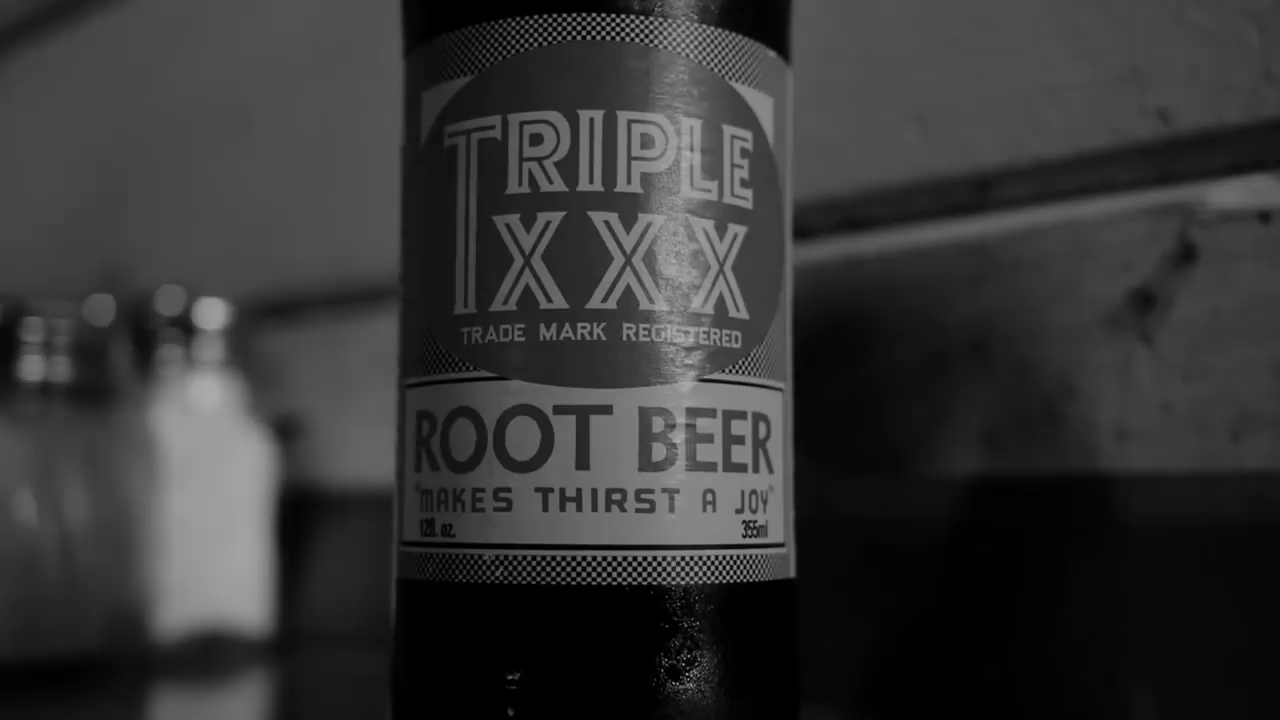 TRIPLE
XXX
TRADE MARK REGISTERED
ROOT BEER
"MAKES THIRST A JOY"
12fl. oz. 355ml